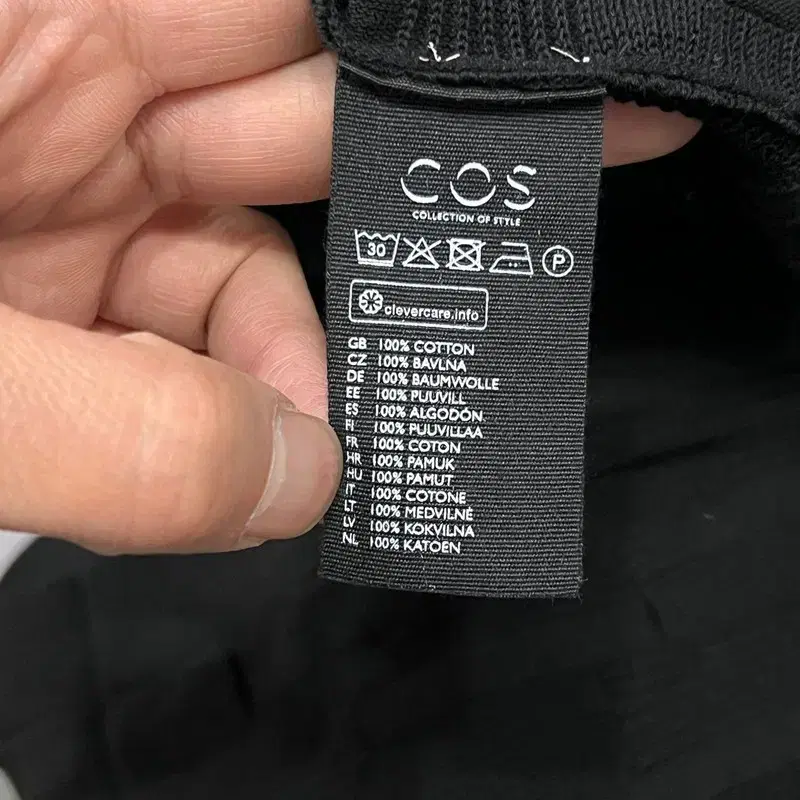 COS
COLLECTION OF STYLE
30 P
clevercare.info
GB 100% COTTON
CZ 100% BAVLNA
DE 100% BAUMWOLLE
EE 100% PUUVILL
ES 100% ALGODÓN
FI 100% PUUVILLAA
FR 100% COTON
HR 100% PAMUK
HU 100% PAMUT
IT 100% COTONE
LT 100% MEDVILNĖ
LV 100% KOKVILNA
NL 100% KATOEN